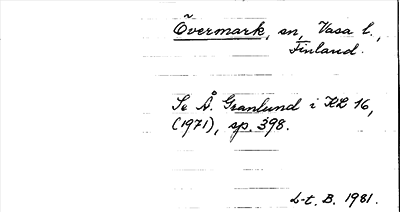 Övermark, sn, Vasa l.,
Finland.
Se Å. Granlund i KL 16,
(1971), sp. 398.
L-t. B. 1981.